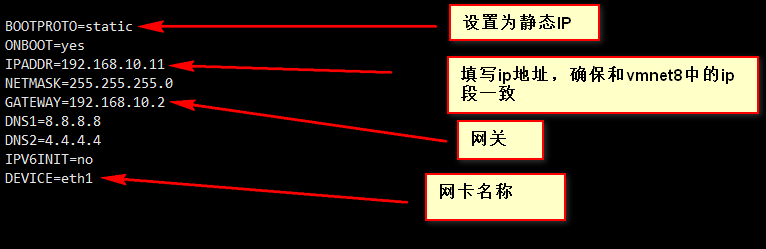 BOOTPROTO=static
ONBOOT=yes
IPADDR=192.168.10.11
NETMASK=255.255.255.0
GATEWAY=192.168.10.2
DNS1=8.8.8.8
DNS2=4.4.4.4
IPV6INIT=no
DEVICE=eth1
设置为静态IP
填写ip地址，确保和vmnet8中的ip
段一致
网关
网卡名称